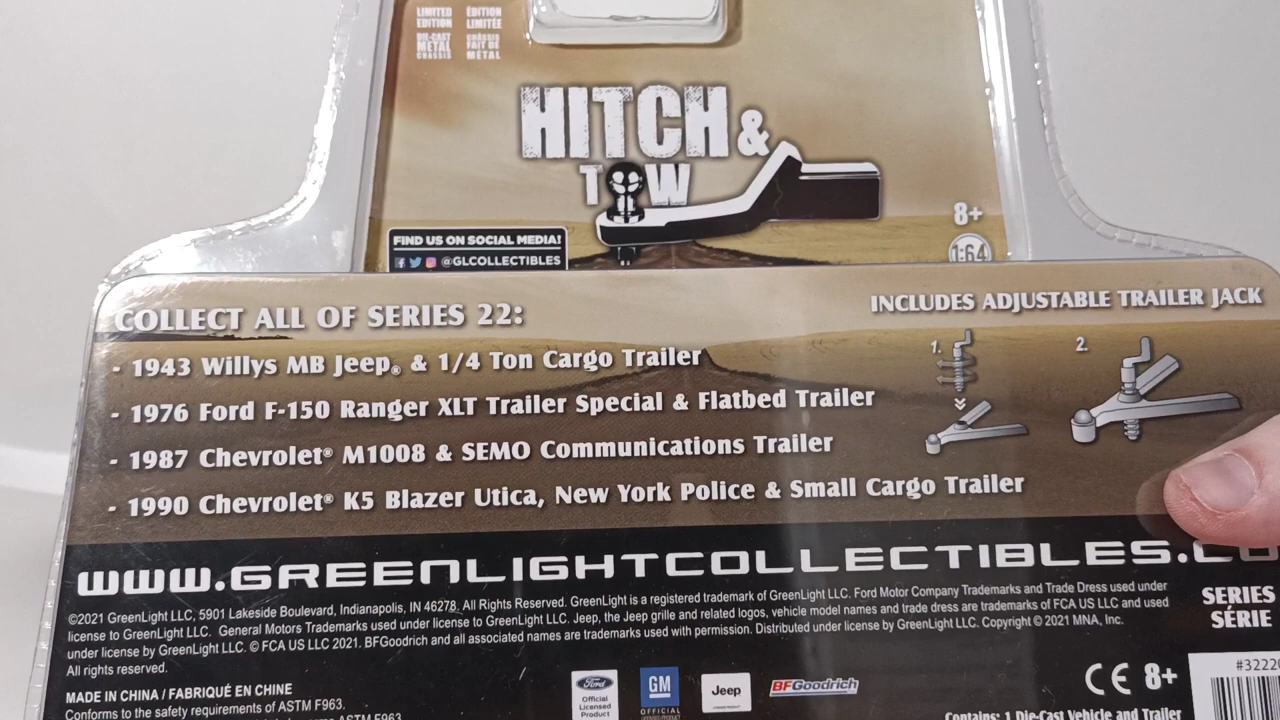 LIMITED EDITION
ÉDITION LIMITÉE
DIE-CAST METAL CHASSIS
CHÂSSIS FAIT DE MÉTAL
HITCH &
TOW
8+
1:64
FIND US ON SOCIAL MEDIA!
@GLCOLLECTIBLES
COLLECT ALL OF SERIES 22:
INCLUDES ADJUSTABLE TRAILER JACK
- 1943 Willys MB Jeep® & 1/4 Ton Cargo Trailer
1.
2.
- 1976 Ford F-150 Ranger XLT Trailer Special & Flatbed Trailer
- 1987 Chevrolet® M1008 & SEMO Communications Trailer
- 1990 Chevrolet® K5 Blazer Utica, New York Police & Small Cargo Trailer
WWW.GREENLIGHTCOLLECTIBLES.CO
©2021 GreenLight LLC, 5901 Lakeside Boulevard, Indianapolis, IN 46278. All Rights Reserved. GreenLight is a registered trademark of GreenLight LLC. Ford Motor Company Trademarks and Trade Dress used under
license to GreenLight LLC. General Motors Trademarks used under license to GreenLight LLC. Jeep, the Jeep grille and related logos, vehicle model names and trade dress are trademarks of FCA US LLC and used
under license by GreenLight LLC. © FCA US LLC 2021. BFGoodrich and all associated names are trademarks used with permission. Distributed under license by GreenLight LLC. Copyright © 2021 MNA, Inc.
All rights reserved.
SERIES
SÉRIE
MADE IN CHINA / FABRIQUÉ EN CHINE
Conforms to the safety requirements of ASTM F963.
ASTM F963
Ford
Official
Licensed
Product
GM
OFFICIAL
Jeep
BFGoodrich
CE 8+
#3222
Contains: 1 Die-Cast Vehicle and Trailer